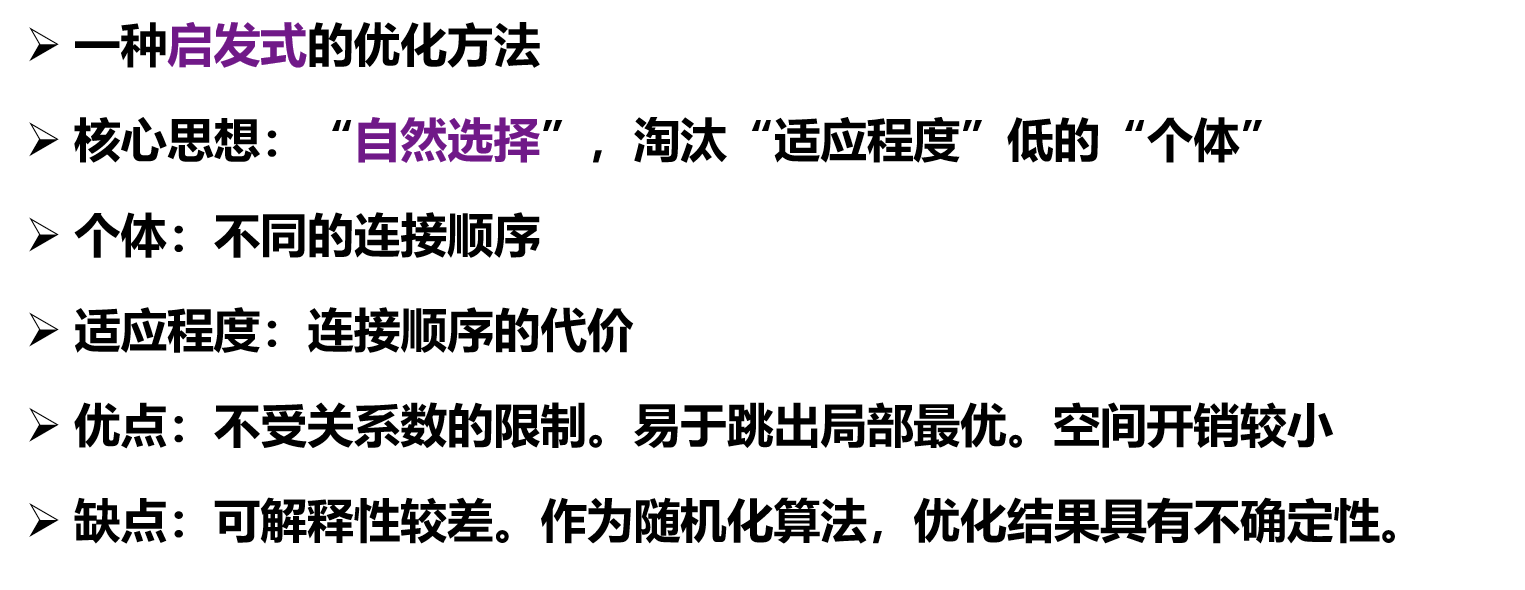 ➢ 一种启发式的优化方法
➢ 核心思想：“自然选择”，淘汰“适应程度”低的“个体”
➢ 个体：不同的连接顺序
➢ 适应程度：连接顺序的代价
➢ 优点：不受关系数的限制。易于跳出局部最优。空间开销较小
➢ 缺点：可解释性较差。作为随机化算法，优化结果具有不确定性。